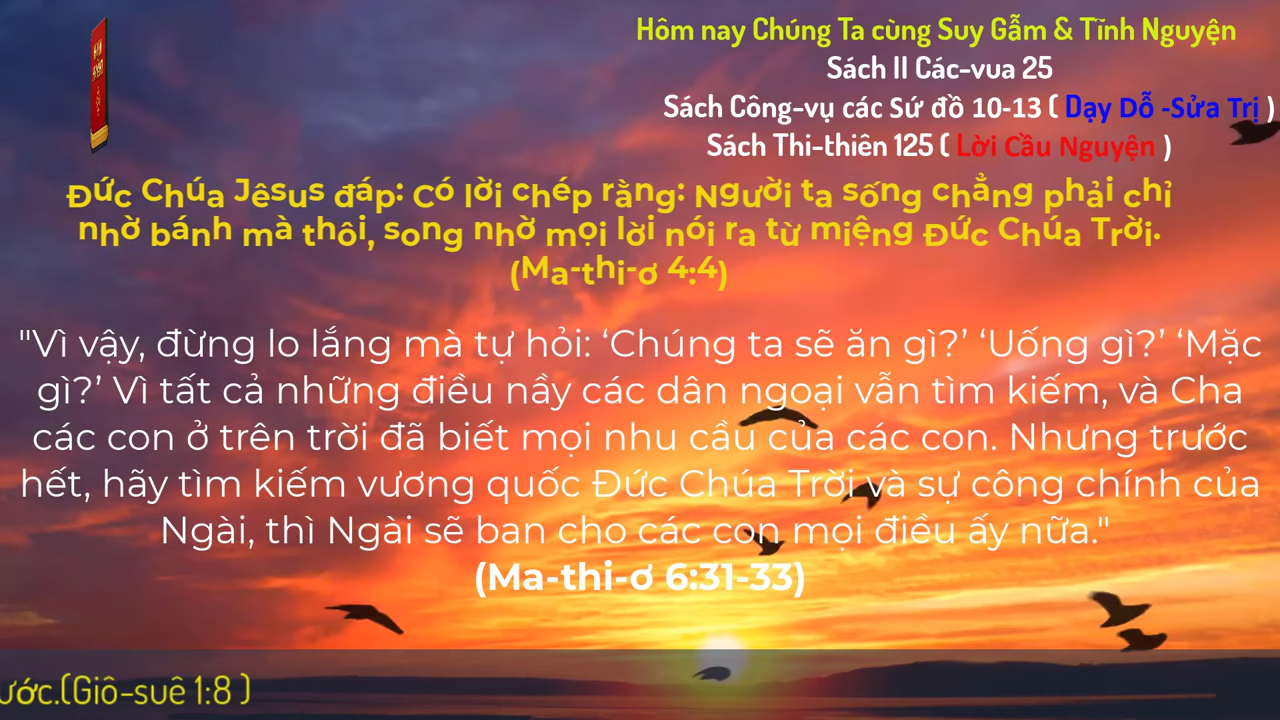 Hôm nay Chúng Ta cùng Suy Gẫm & Tĩnh Nguyện
Sách II Các-vua 25
Sách Công-vụ các Sứ đồ 10-13 ( Dạy Dỗ -Sửa Trị )
Sách Thi-thiên 125 ( Lời Cầu Nguyện )
Đức Chúa Jêsus đáp: Có lời chép rằng: Người ta sống chẳng phải chỉ
nhờ bánh mà thôi, song nhờ mọi lời nói ra từ miệng Đức Chúa Trời.
(Ma-thi-ơ 4:4)
"Vì vậy, đừng lo lắng mà tự hỏi: ‘Chúng ta sẽ ăn gì?’ ‘Uống gì?’ ‘Mặc
gì?’ Vì tất cả những điều nầy các dân ngoại vẫn tìm kiếm, và Cha
các con ở trên trời đã biết mọi nhu cầu của các con. Nhưng trước
hết, hãy tìm kiếm vương quốc Đức Chúa Trời và sự công chính của
Ngài, thì Ngài sẽ ban cho các con mọi điều ấy nữa."
(Ma-thi-ơ 6:31-33)
ước.(Giô-suê 1:8 )